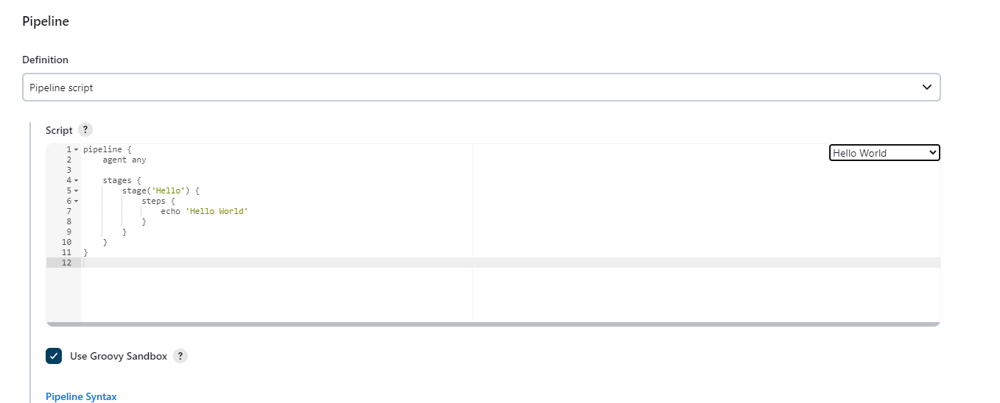 Pipeline
Definition
Pipeline script
Script ?
Hello World
1 pipeline {
2     agent any
3
4     stages {
5         stage('Hello') {
6             steps {
7                 echo 'Hello World'
8             }
9         }
10     }
11 }
12
Use Groovy Sandbox ?
Pipeline Syntax